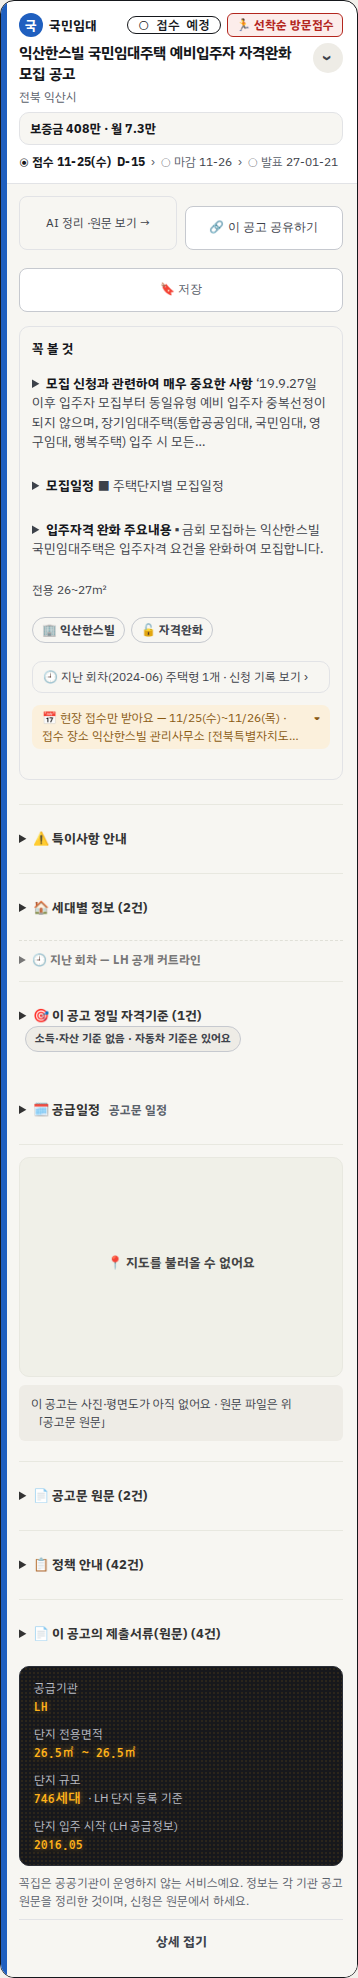 국 국민임대 ○ 접수 예정 🏃 선착순 방문접수
익산한스빌 국민임대주택 예비입주자 자격완화
모집 공고
전북 익산시
보증금 408만 · 월 7.3만
◉ 접수 11-25(수) D-15 › ○ 마감 11-26 › ○ 발표 27-01-21
AI 정리 ·원문 보기 →
🔗 이 공고 공유하기
🔖 저장
꼭 볼 것
▶ 모집 신청과 관련하여 매우 중요한 사항 ‘19.9.27일
이후 입주자 모집부터 동일유형 예비 입주자 중복선정이
되지 않으며, 장기임대주택(통합공공임대, 국민임대, 영
구임대, 행복주택) 입주 시 모든…
▶ 모집일정 ■ 주택단지별 모집일정
▶ 입주자격 완화 주요내용 ▪ 금회 모집하는 익산한스빌
국민임대주택은 입주자격 요건을 완화하여 모집합니다.
전용 26~27m²
🏢 익산한스빌 🔓 자격완화
🕘 지난 회차(2024-06) 주택형 1개 · 신청 기록 보기 ›
📅 현장 접수만 받아요 — 11/25(수)~11/26(목) ·
접수 장소 익산한스빌 관리사무소 [전북특별자치도…
▶ ⚠️ 특이사항 안내
▶ 🏠 세대별 정보 (2건)
▶ 🕘 지난 회차 — LH 공개 커트라인
▶ 🎯 이 공고 정밀 자격기준 (1건)
소득·자산 기준 없음 · 자동차 기준은 있어요
▶ 🗓️ 공급일정 공고문 일정
📍 지도를 불러올 수 없어요
이 공고는 사진·평면도가 아직 없어요 · 원문 파일은 위
「공고문 원문」
▶ 📄 공고문 원문 (2건)
▶ 📋 정책 안내 (42건)
▶ 📄 이 공고의 제출서류(원문) (4건)
공급기관
LH
단지 전용면적
26.5㎡ ~ 26.5㎡
단지 규모
746세대 · LH 단지 등록 기준
단지 입주 시작 (LH 공급정보)
2016.05
꼭집은 공공기관이 운영하지 않는 서비스예요. 정보는 각 기관 공고
원문을 정리한 것이며, 신청은 원문에서 하세요.
상세 접기